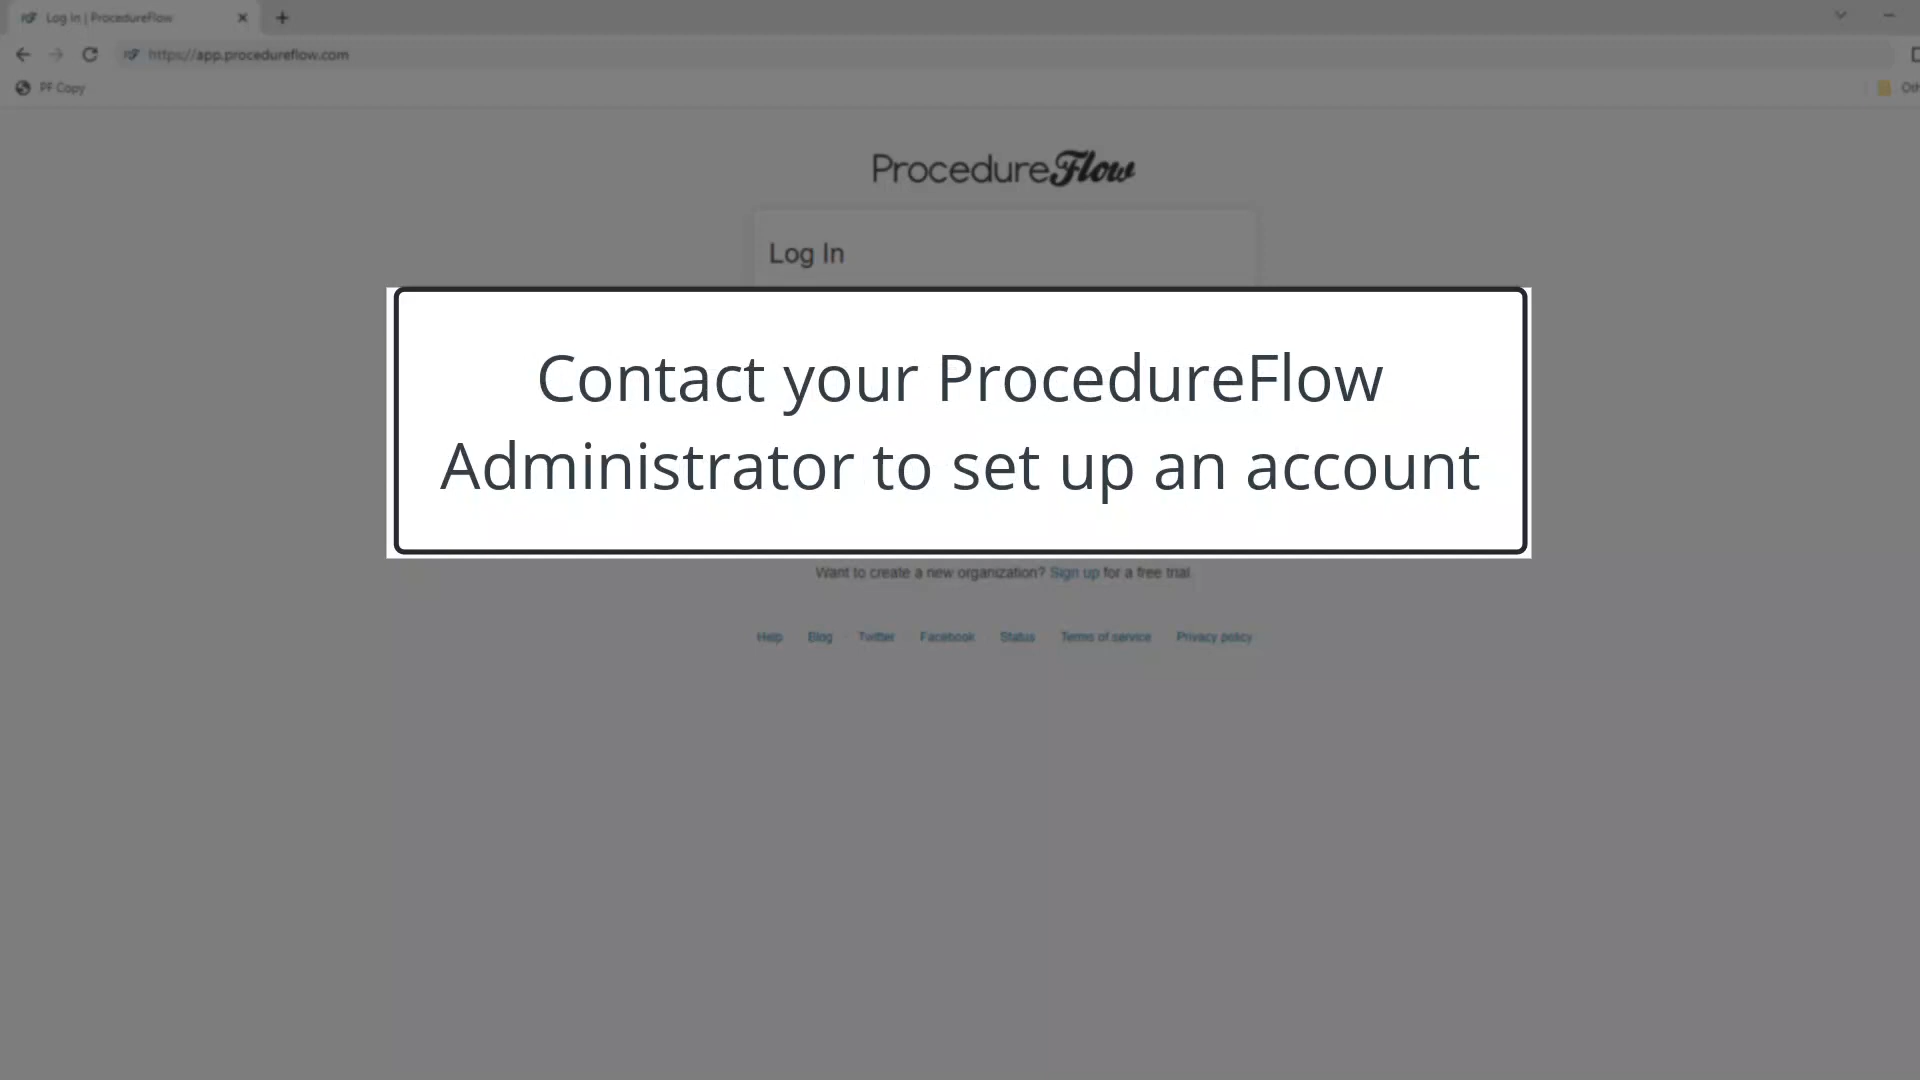 Log In | ProcedureFlow
https://app.procedureflow.com
PF Copy
ProcedureFlow
Log In
Contact your ProcedureFlow
Administrator to set up an account
Want to create a new organization? Sign up for a free trial.
Help Blog Twitter Facebook Status Terms of service Privacy policy